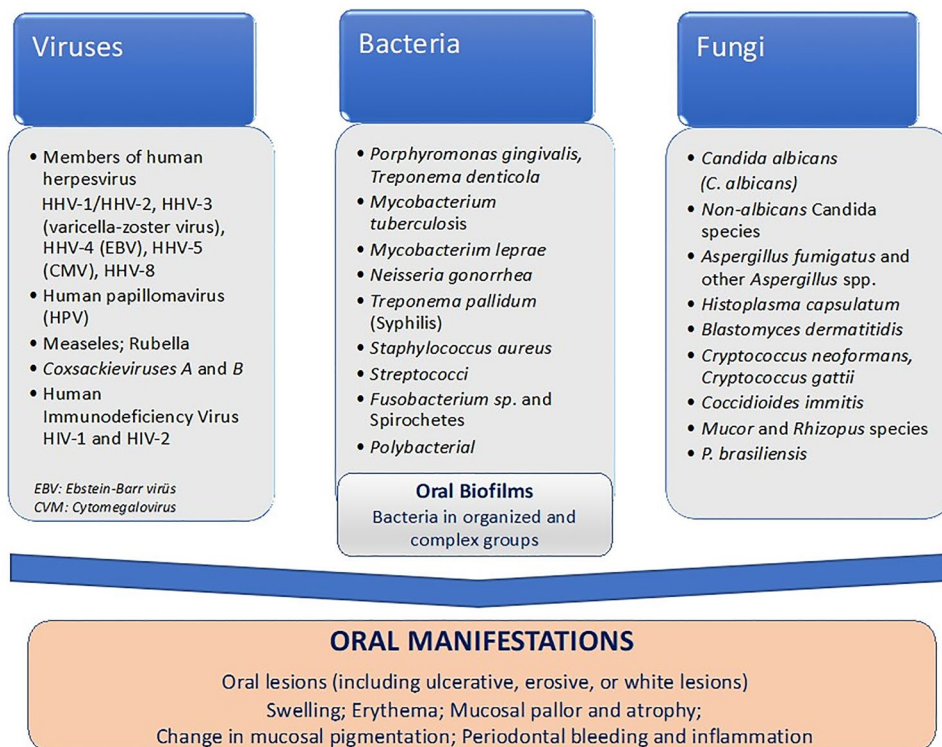 Viruses
Members of human
herpesvirus
HHV-1/HHV-2, HHV-3
(varicella-zoster virus),
HHV-4 (EBV), HHV-5
(CMV), HHV-8
Human papillomavirus
(HPV)
Measeles; Rubella
Coxsackieviruses A and B
Human
Immunodeficiency Virus
HIV-1 and HIV-2
EBV: Ebstein-Barr virüs
CVM: Cytomegalovirus
Bacteria
Porphyromonas gingivalis,
Treponema denticola
Mycobacterium
tuberculosis
Mycobacteriım leprae
Neisseria gonorrhea
Treponema pallidum
(Syphilis)
Staphylococcus aureus
Streptococci
Fusobacterium sp. and
Spirochetes
Polybacterial
Oral Biofilms
Bacteria in organized and
complex groups
Fungi
Candida albicans
(C. albicans)
Non-albicans Candida
species
Aspergillus fumigatus and
other Aspergillus spp.
Histoplasma capsulatum
Blastomyces dermatitidis
Cryptococcus neoformans,
Cryptococcus gattii
Coccidioides immitis
Mucor and Rhizopus species
P. brasiliensis
ORAL MANIFESTATIONS
Oral lesions (including ulcerative, erosive, or white lesions)
Swelling; Erythema; Mucosal pallor and atrophy;
Change in mucosal pigmentation; Periodontal bleeding and inflammation